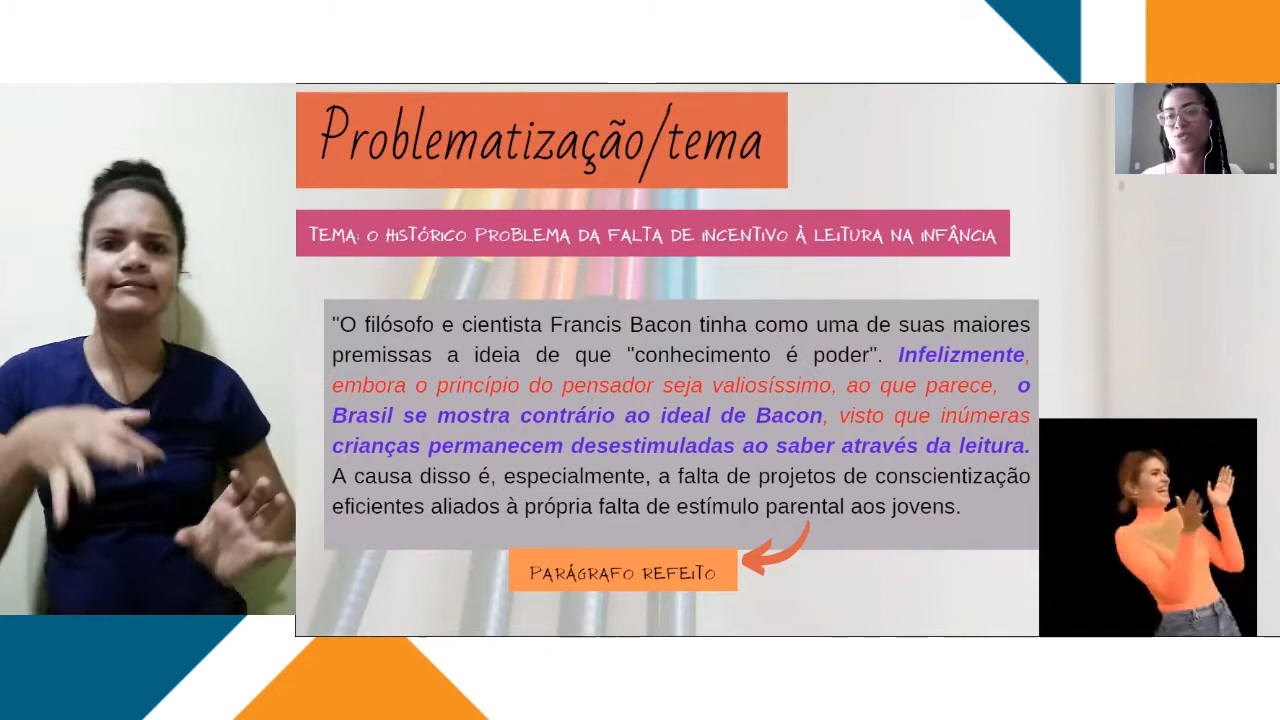 Problematização/tema
TEMA: O HISTÓRICO PROBLEMA DA FALTA DE INCENTIVO À LEITURA NA INFÂNCIA
"O filósofo e cientista Francis Bacon tinha como uma de suas maiores
premissas a ideia de que "conhecimento é poder". Infelizmente,
embora o princípio do pensador seja valiosíssimo, ao que parece, o
Brasil se mostra contrário ao ideal de Bacon, visto que inúmeras
crianças permanecem desestimuladas ao saber através da leitura.
A causa disso é, especialmente, a falta de projetos de conscientização
eficientes aliados à própria falta de estímulo parental aos jovens.
PARÁGRAFO REFEITO